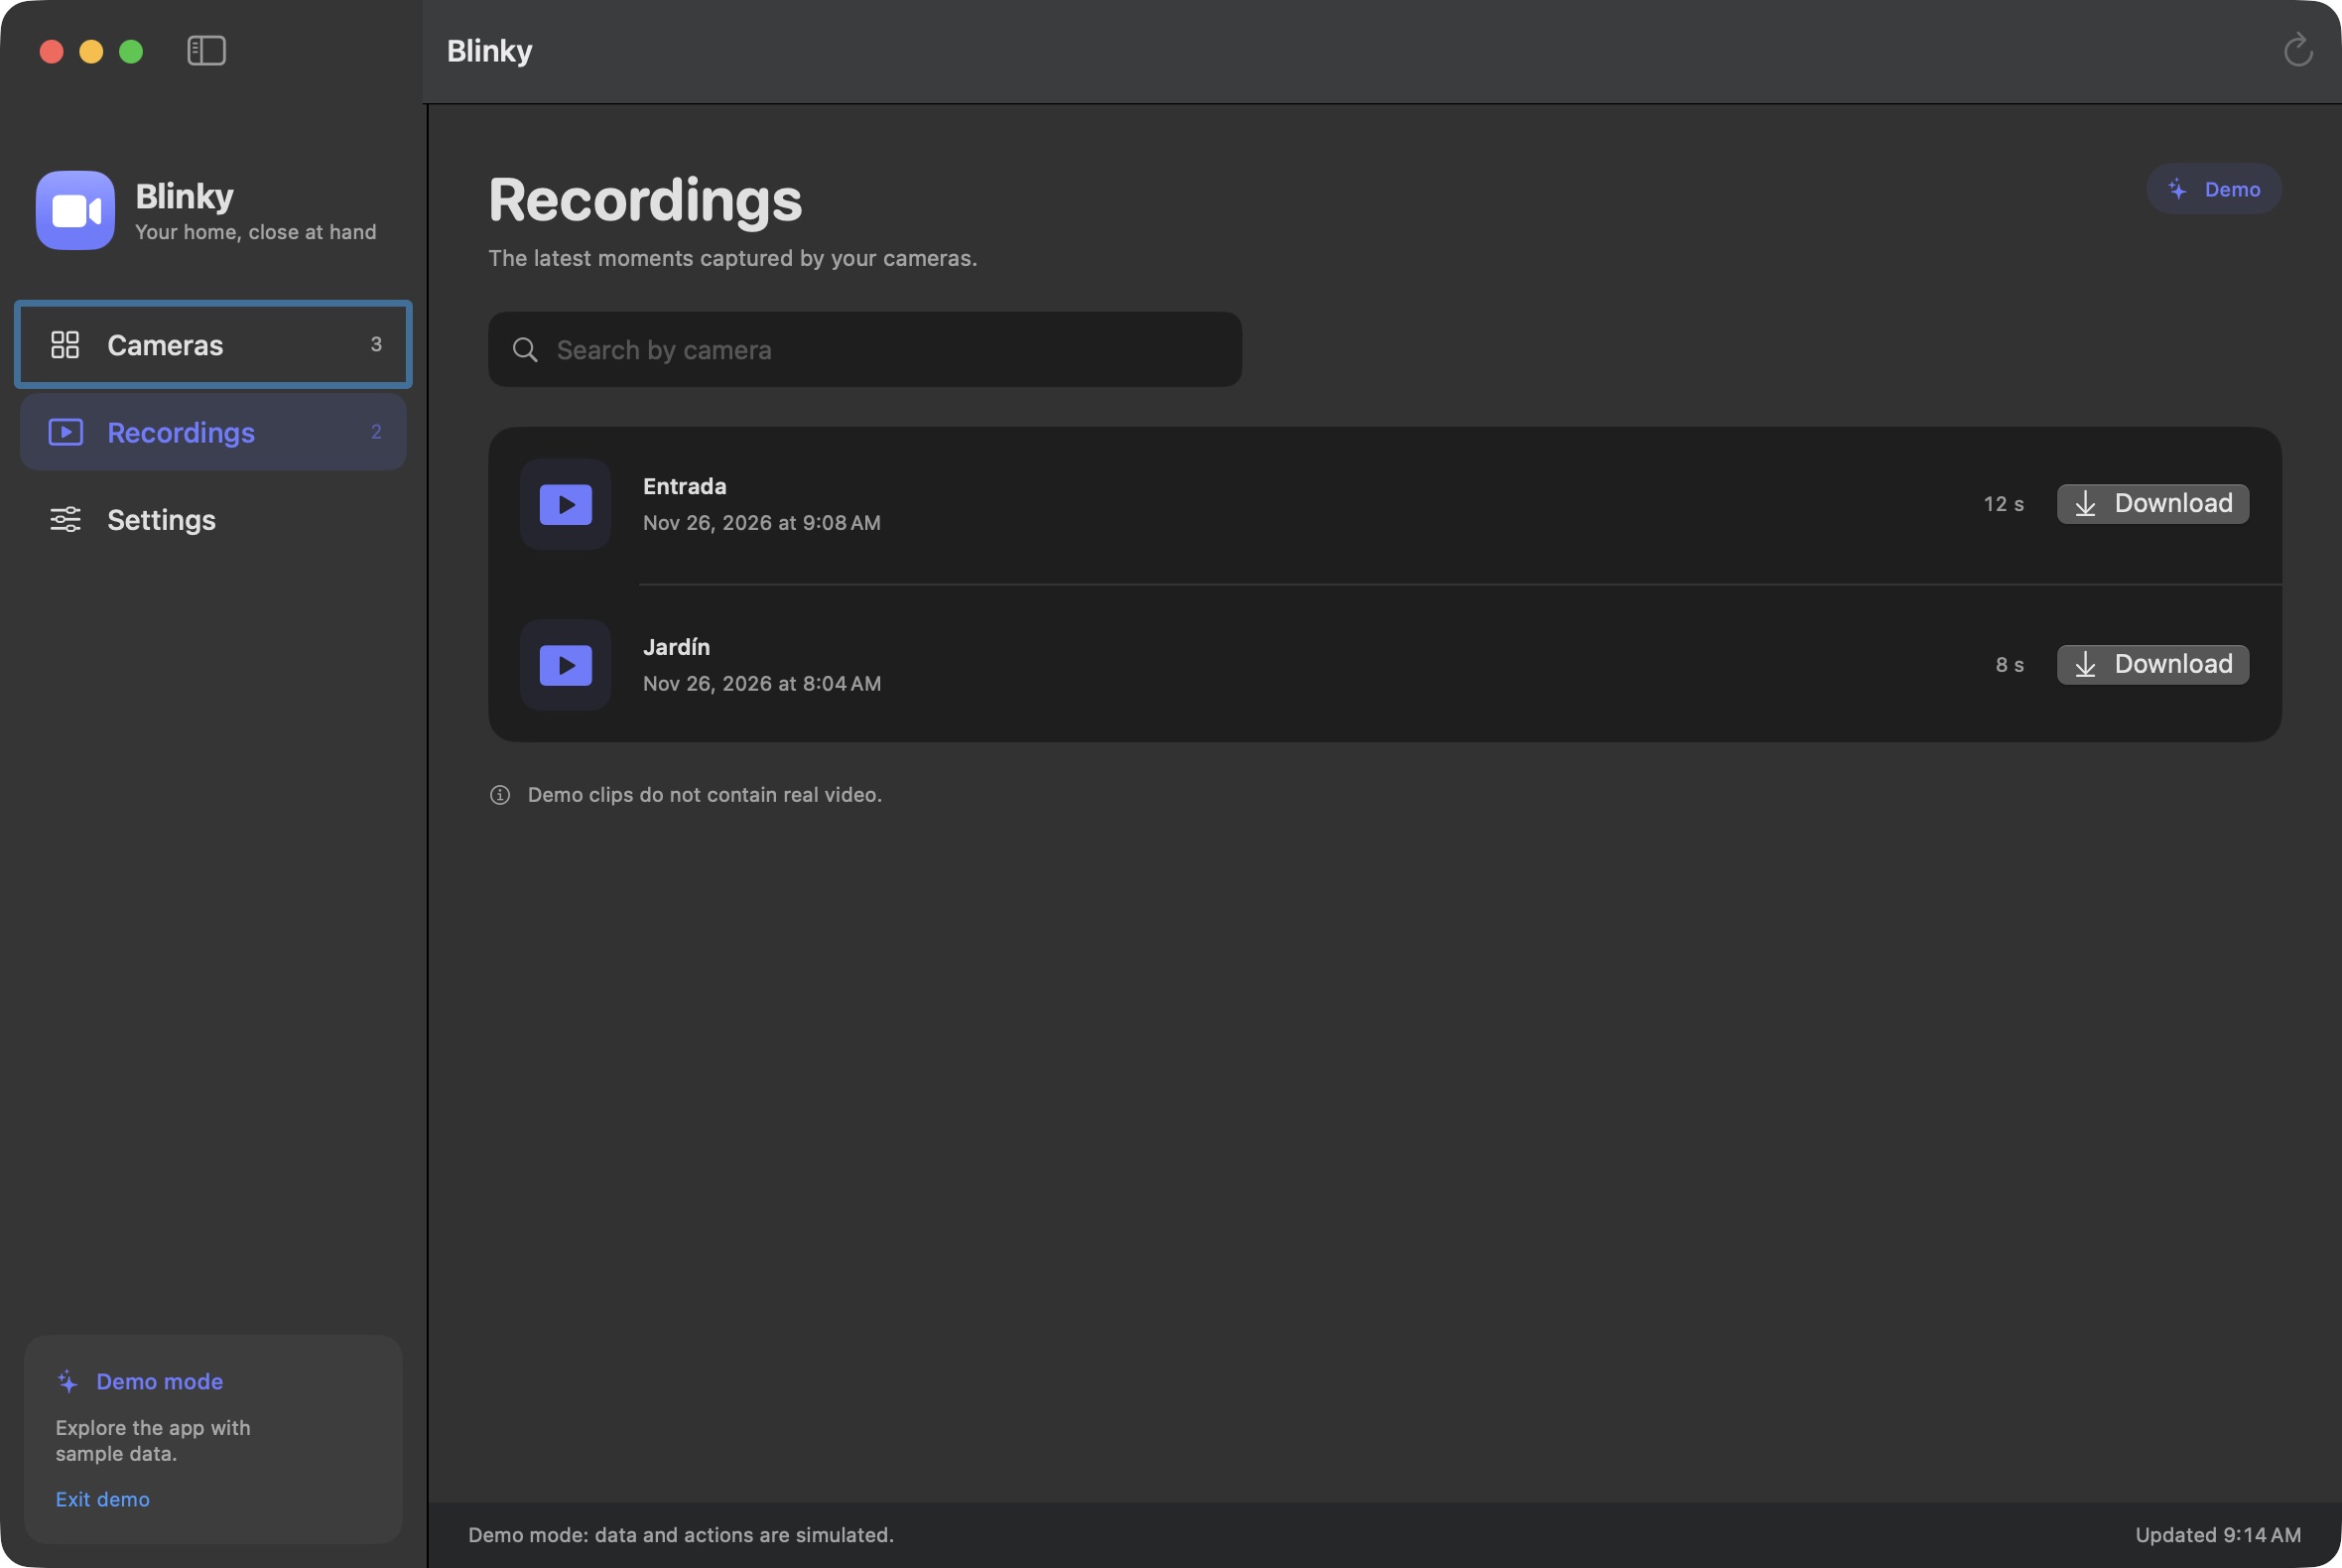 Blinky
Blinky
Your home, close at hand
Cameras 3
Recordings 2
Settings
Recordings
Demo
The latest moments captured by your cameras.
Search by camera
Entrada
Nov 26, 2026 at 9:08 AM
12 s
Download
Jardín
Nov 26, 2026 at 8:04 AM
8 s
Download
Demo clips do not contain real video.
Demo mode
Explore the app with
sample data.
Exit demo
Demo mode: data and actions are simulated.
Updated 9:14 AM